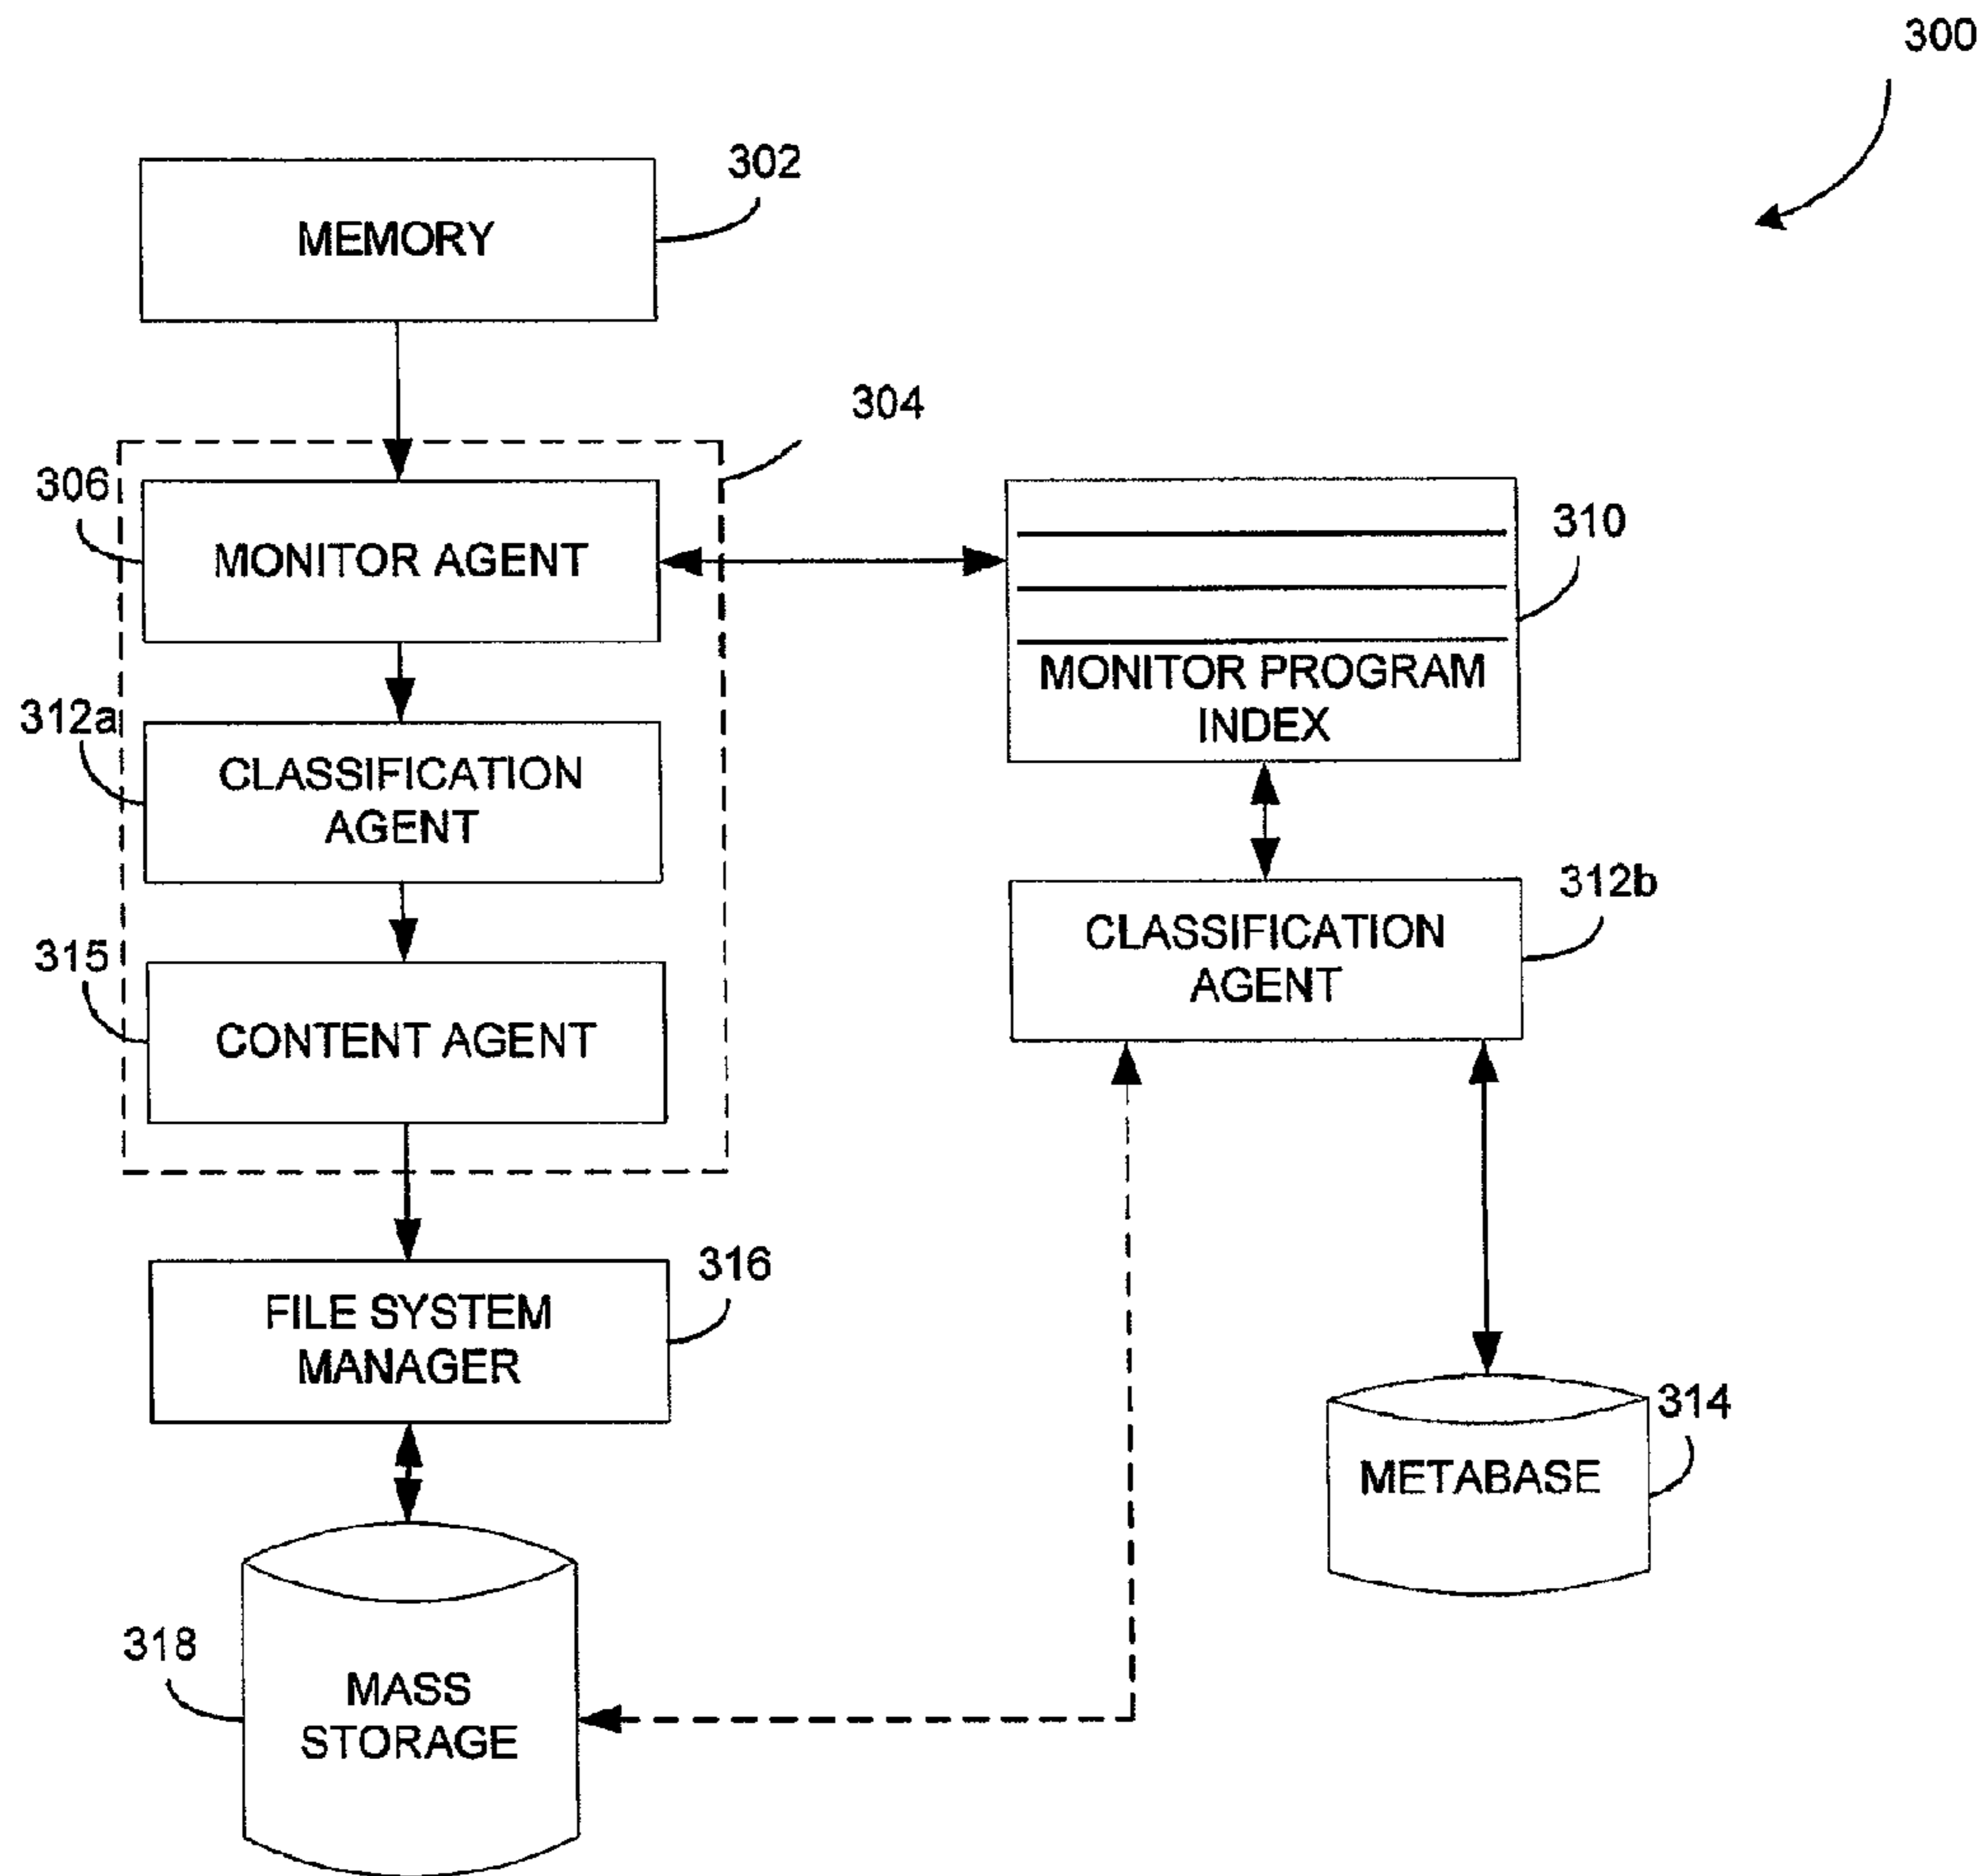 300
302
MEMORY
304
306
MONITOR AGENT
310
MONITOR PROGRAM
INDEX
312a
CLASSIFICATION
AGENT
312b
CLASSIFICATION
AGENT
315
CONTENT AGENT
316
FILE SYSTEM
MANAGER
314
METABASE
318
MASS
STORAGE